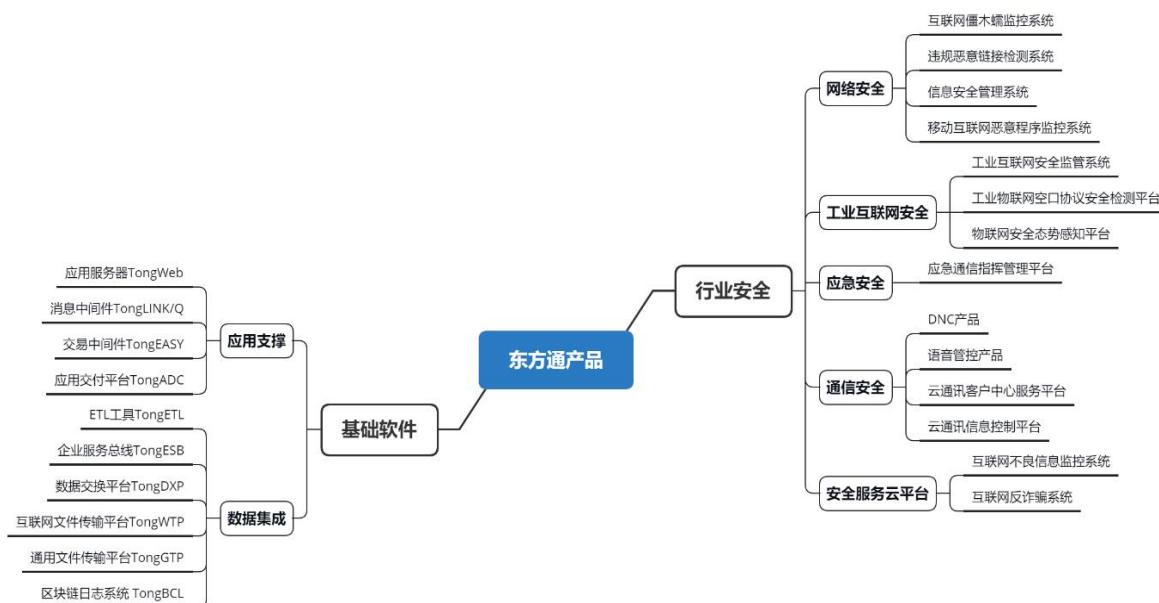 东方通产品
行业安全
网络安全
互联网僵木蠕监控系统
违规恶意链接检测系统
信息安全管理系统
移动互联网恶意程序监控系统
工业互联网安全
工业互联网安全监管系统
工业物联网空口协议安全检测平台
物联网安全态势感知平台
应急安全
应急通信指挥管理平台
通信安全
DNC产品
语音管控产品
云通讯客户中心服务平台
云通讯信息控制平台
安全服务云平台
互联网不良信息监控系统
互联网反诈骗系统
基础软件
应用支撑
应用服务器TongWeb
消息中间件TongLINK/Q
交易中间件TongEASY
应用交付平台TongADC
数据集成
ETL工具TongETL
企业服务总线TongESB
数据交换平台TongDXP
互联网文件传输平台TongWTP
通用文件传输平台TongGTP
区块链日志系统 TongBCL